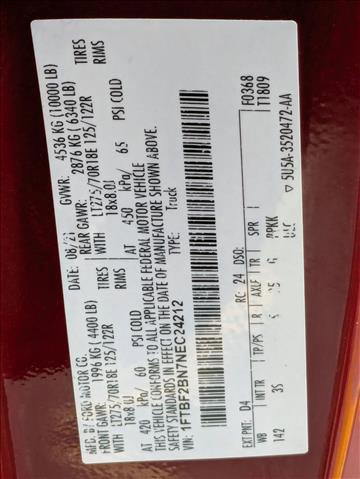 MFD. BY FORD MOTOR CO.
DATE: 08/21 GVWR: 4536 KG (10000 LB)
FRONT GAWR: 1996 KG (4400 LB) REAR GAWR: 2876 KG (6340 LB)
WITH LT275/70R18E 125/122R TIRES WITH LT275/70R18E 125/122R TIRES
18x8.0J RIMS 18x8.0J RIMS
AT 420 kPa/ 60 PSI COLD AT 450 kPa/ 65 PSI COLD
THIS VEHICLE CONFORMS TO ALL APPLICABLE FEDERAL MOTOR VEHICLE
SAFETY STANDARDS IN EFFECT ON THE DATE OF MANUFACTURE SHOWN ABOVE.
VIN: 1FTBF2BN7NEC24212 TYPE: Truck
F0368
T1809
EXT PNT: D4 RC: 24 DSO:
WB INT TR TP/PS R AXLE TR SPR
142 3S
5U5A-3520472-AA